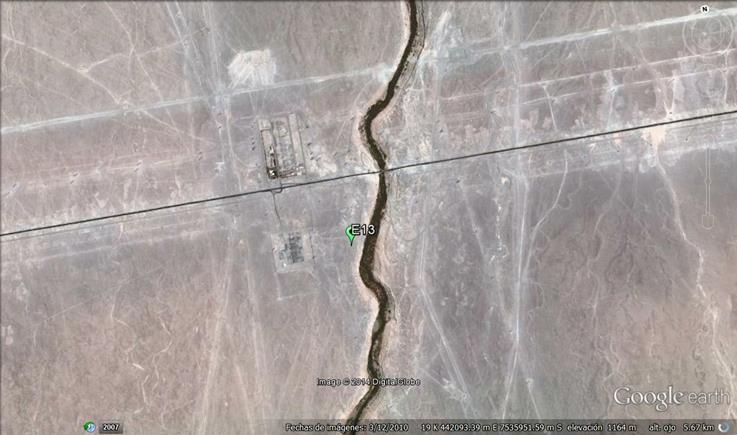 N
E13
Image © 2014 DigitalGlobe
Google earth
2007
Fechas de imágenes: 3/12/2010 19 K 442093.39 m E 7535951.59 m S elevación 1164 m alt. ojo 5.67 km